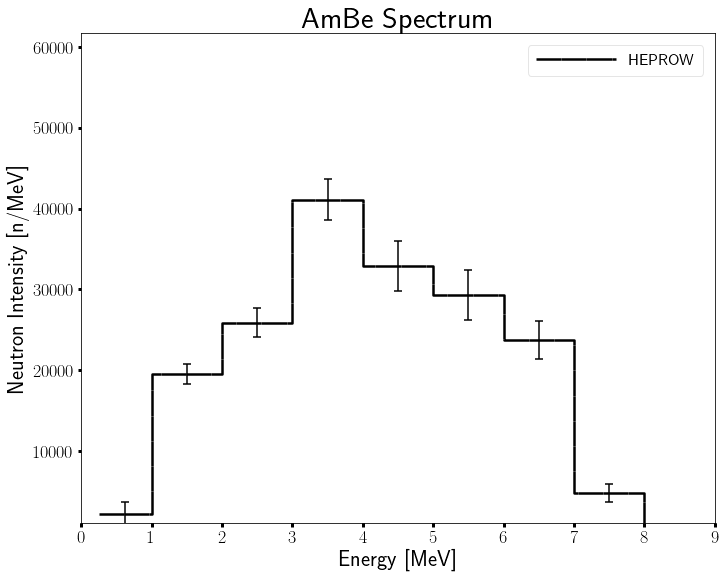 AmBe Spectrum
HEPROW
Neutron Intensity [n/MeV]
60000
50000
40000
30000
20000
10000
0 1 2 3 4 5 6 7 8 9
Energy [MeV]